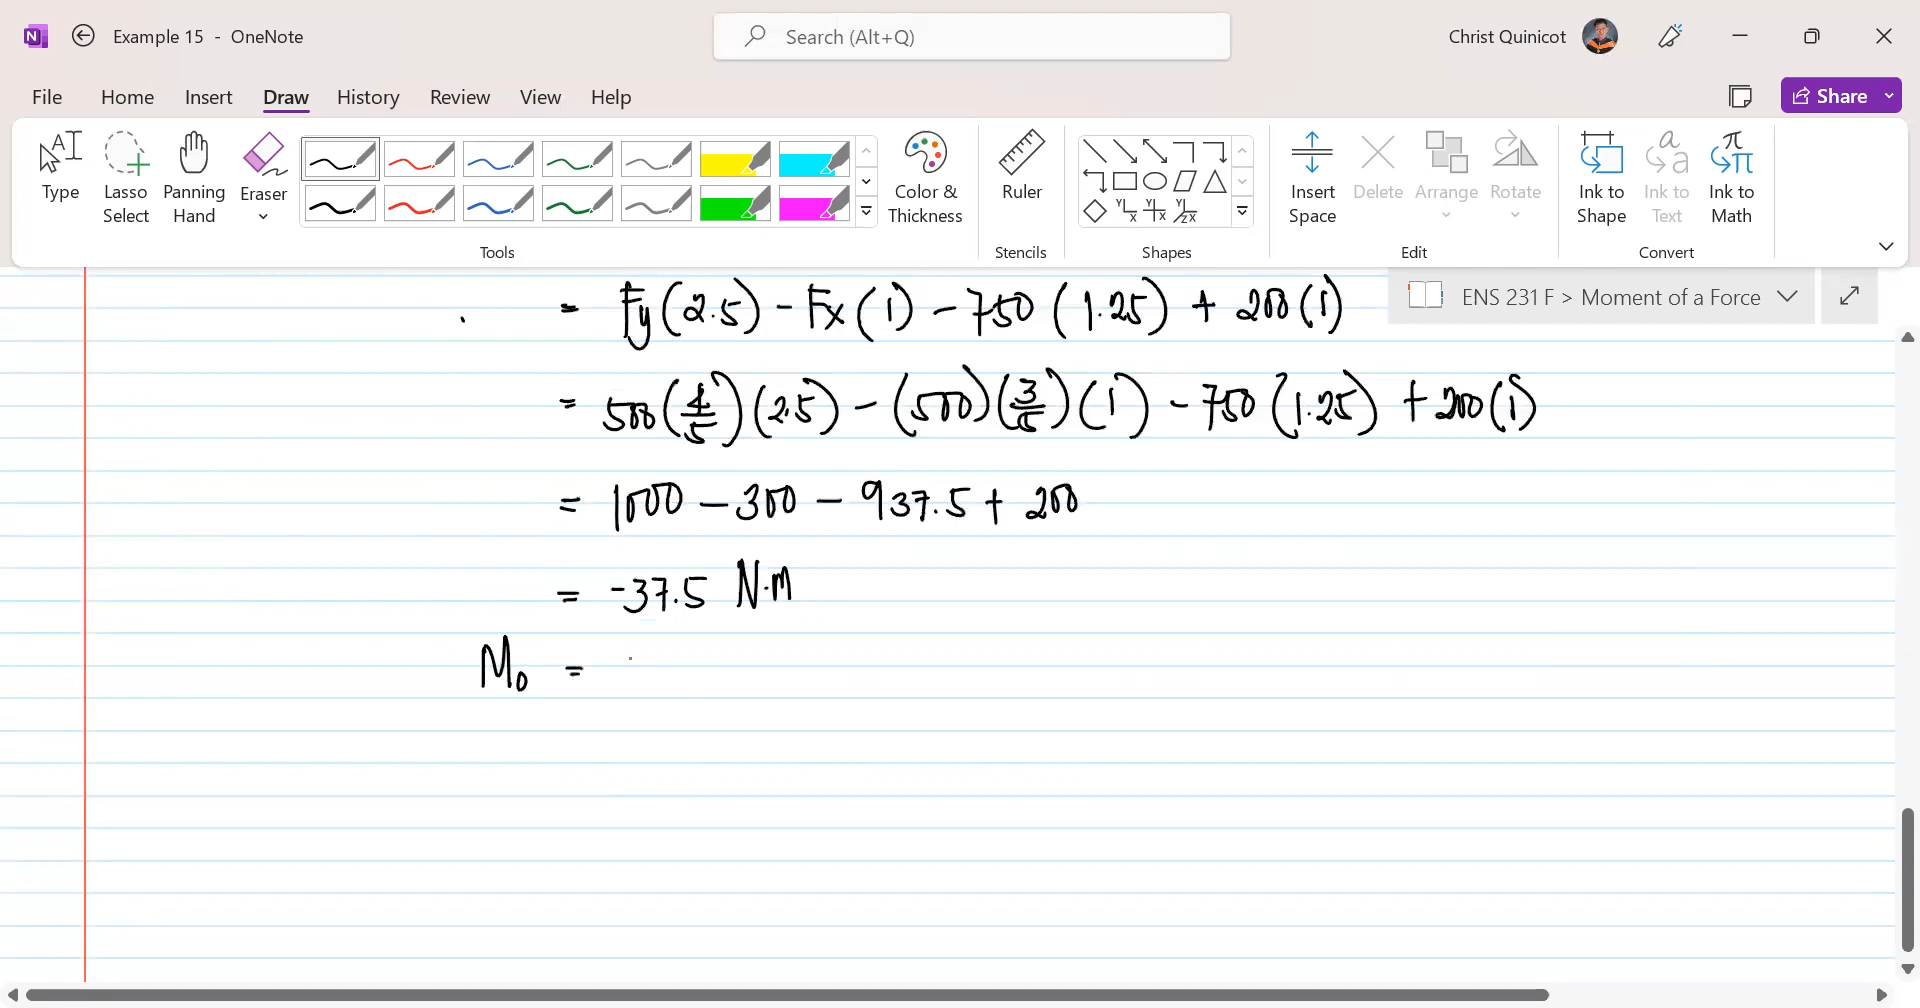 Example 15 - OneNote
Search (Alt+Q)
Christ Quinicot
File Home Insert Draw History Review View Help
Share
Type
Lasso Select
Panning Hand
Eraser
Color & Thickness
Ruler
Insert Space
Delete
Arrange
Rotate
Ink to Shape
Ink to Text
Ink to Math
Tools
Stencils
Shapes
Edit
Convert
ENS 231 F > Moment of a Force
= Fy(2.5) - Fx(1) - 750(1.25) + 200(1)
= 500(4/5)(2.5) - (500)(3/5)(1) - 750(1.25) + 200(1)
= 1000 - 300 - 937.5 + 200
= -37.5 N·m
M₀ =